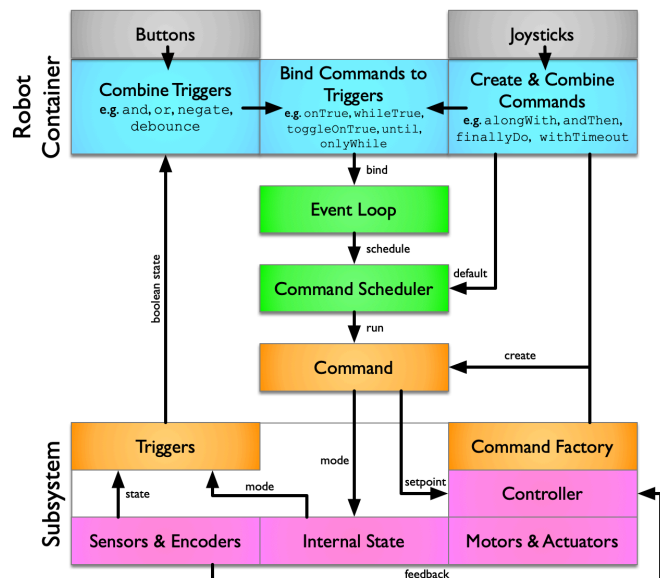 Buttons
Joysticks
Robot
Container
Combine Triggers
e.g. and, or, negate,
debounce
Bind Commands to
Triggers
e.g. onTrue, whileTrue,
toggleOnTrue, until,
onlyWhile
Create & Combine
Commands
e.g. alongWith, andThen,
finallyDo, withTimeout
bind
Event Loop
schedule
boolean state
Command Scheduler
default
run
Command
create
Subsystem
Triggers
Command Factory
mode
setpoint
Controller
state
mode
Sensors & Encoders
Internal State
Motors & Actuators
feedback